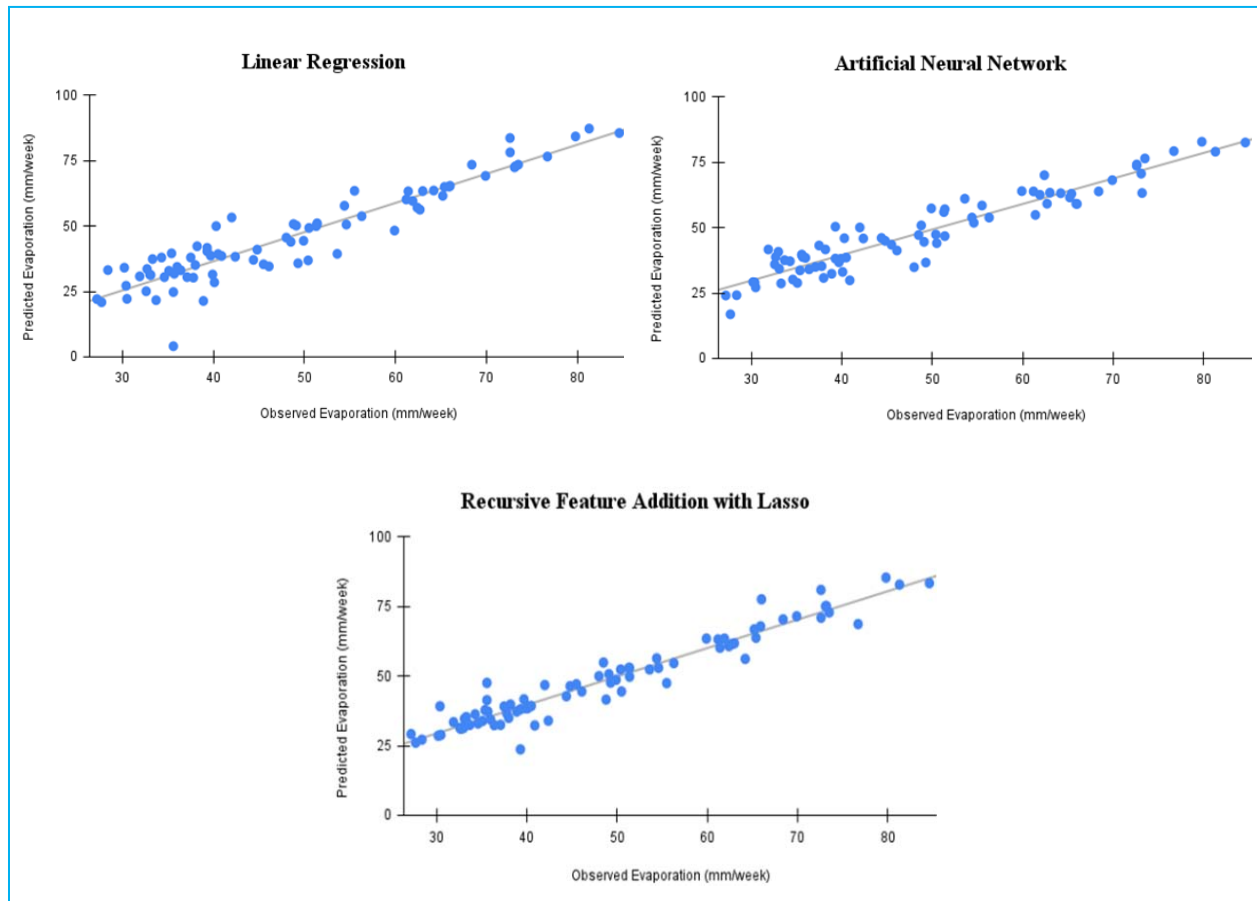 Linear Regression
100
75
50
25
0
Predicted Evaporation (mm/week)
30 40 50 60 70 80
Observed Evaporation (mm/week)
Artificial Neural Network
100
75
50
25
0
Predicted Evaporation (mm/week)
30 40 50 60 70 80
Observed Evaporation (mm/week)
Recursive Feature Addition with Lasso
100
75
50
25
0
Predicted Evaporation (mm/week)
30 40 50 60 70 80
Observed Evaporation (mm/week)